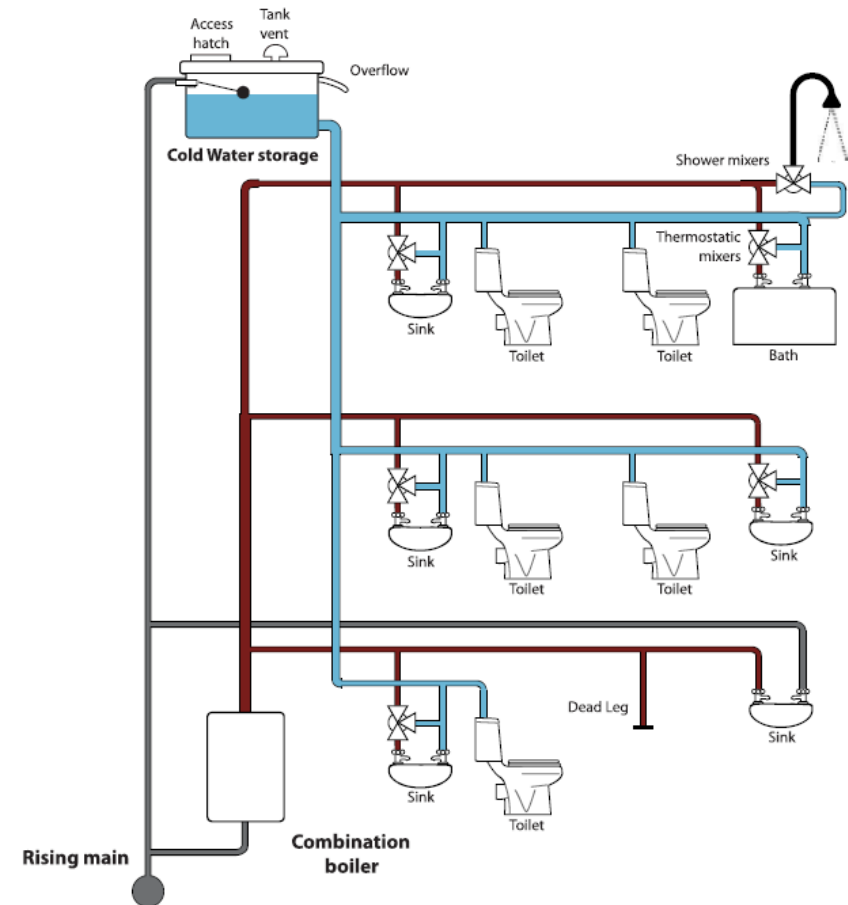 Access
hatch
Tank
vent
Overflow
Cold Water storage
Shower mixers
Thermostatic
mixers
Sink
Toilet
Toilet
Bath
Sink
Toilet
Toilet
Sink
Dead Leg
Sink
Sink
Toilet
Combination
boiler
Rising main